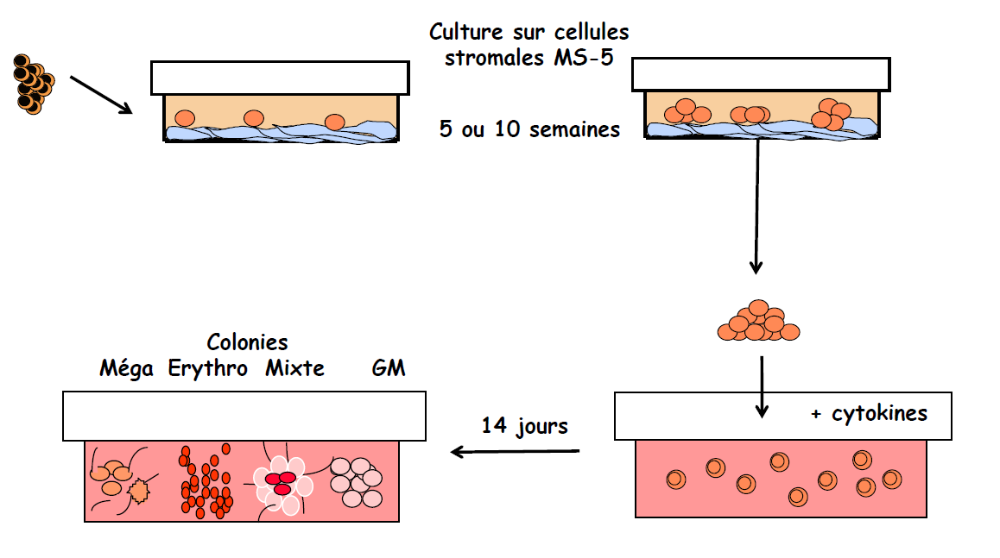 Culture sur cellules
stromales MS-5
5 ou 10 semaines
Colonies
Méga Erythro Mixte GM
14 jours
+ cytokines